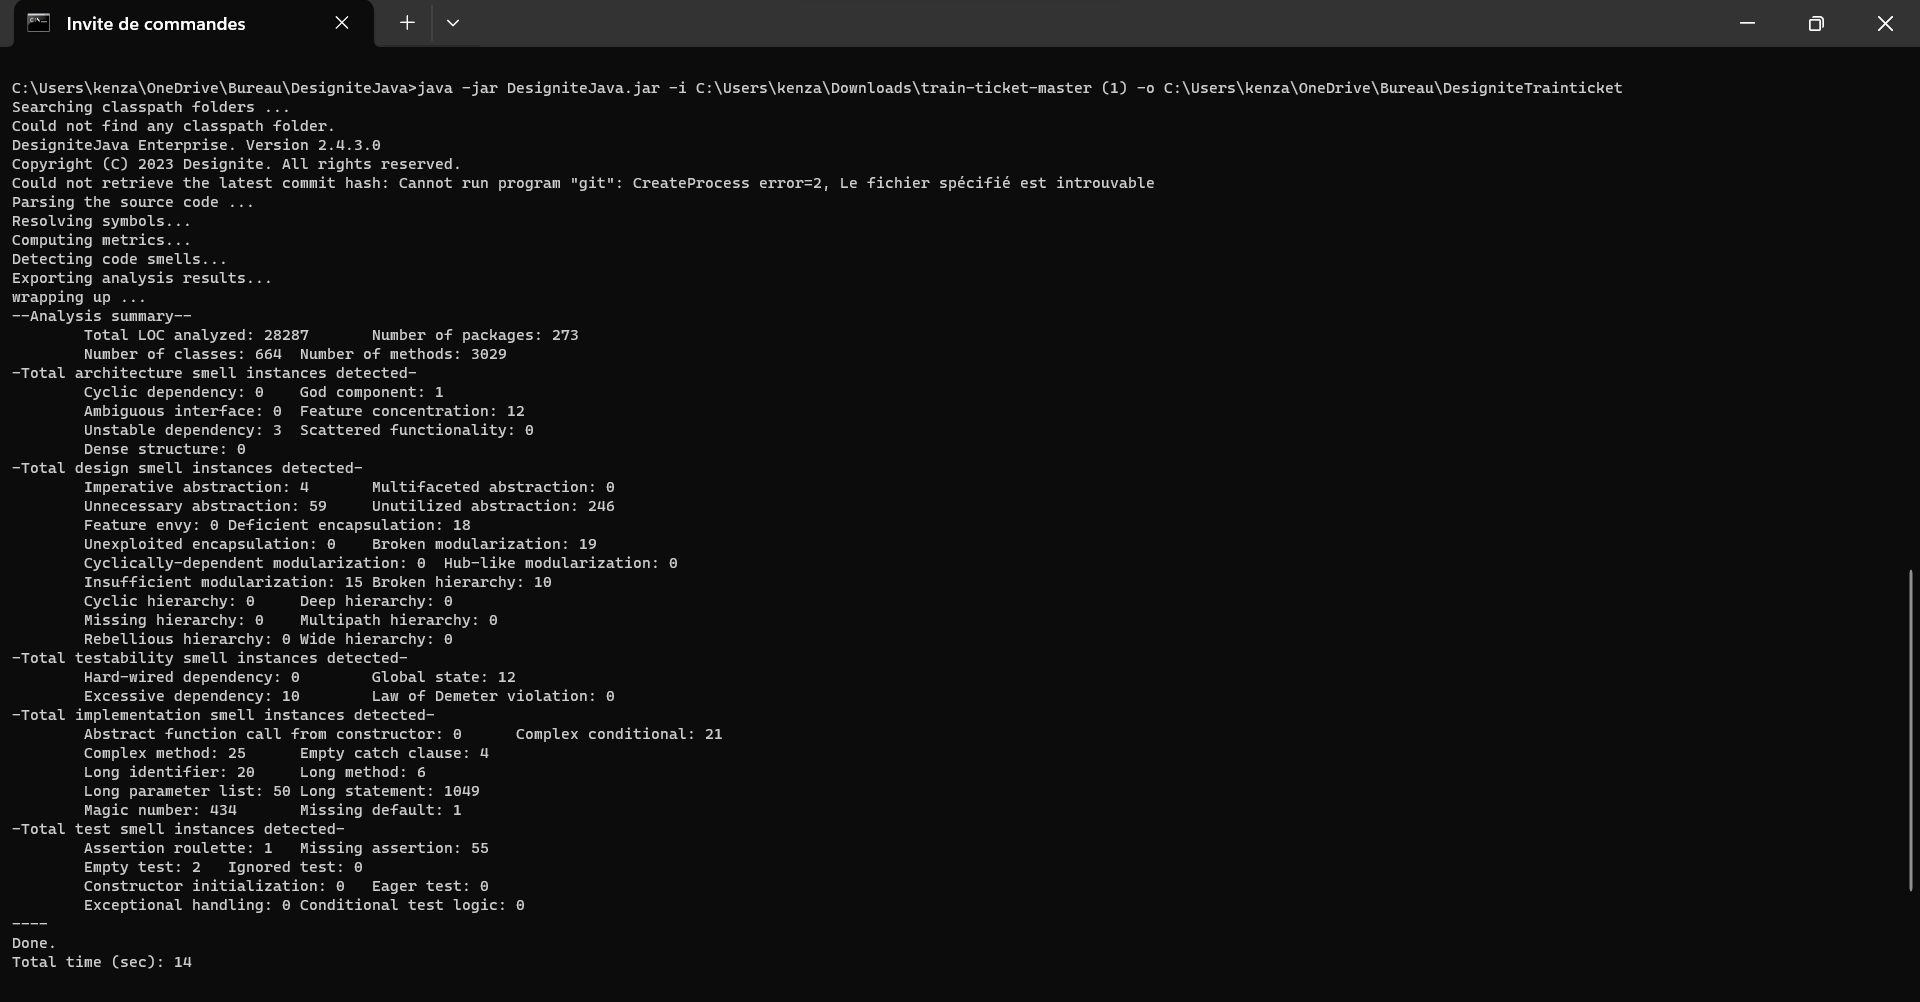 Invite de commandes
C:\Users\kenza\OneDrive\Bureau\DesigniteJava>java -jar DesigniteJava.jar -i C:\Users\kenza\Downloads\train-ticket-master (1) -o C:\Users\kenza\OneDrive\Bureau\DesigniteTrainticket
Searching classpath folders ...
Could not find any classpath folder.
DesigniteJava Enterprise. Version 2.4.3.0
Copyright (C) 2023 Designite. All rights reserved.
Could not retrieve the latest commit hash: Cannot run program "git": CreateProcess error=2, Le fichier spécifié est introuvable
Parsing the source code ...
Resolving symbols...
Computing metrics...
Detecting code smells...
Exporting analysis results...
wrapping up ...
--Analysis summary--
Total LOC analyzed: 28287 Number of packages: 273
Number of classes: 664 Number of methods: 3029
-Total architecture smell instances detected-
Cyclic dependency: 0 God component: 1
Ambiguous interface: 0 Feature concentration: 12
Unstable dependency: 3 Scattered functionality: 0
Dense structure: 0
-Total design smell instances detected-
Imperative abstraction: 4 Multifaceted abstraction: 0
Unnecessary abstraction: 59 Unutilized abstraction: 246
Feature envy: 0 Deficient encapsulation: 18
Unexploited encapsulation: 0 Broken modularization: 19
Cyclically-dependent modularization: 0 Hub-like modularization: 0
Insufficient modularization: 15 Broken hierarchy: 10
Cyclic hierarchy: 0 Deep hierarchy: 0
Missing hierarchy: 0 Multipath hierarchy: 0
Rebellious hierarchy: 0 Wide hierarchy: 0
-Total testability smell instances detected-
Hard-wired dependency: 0 Global state: 12
Excessive dependency: 10 Law of Demeter violation: 0
-Total implementation smell instances detected-
Abstract function call from constructor: 0 Complex conditional: 21
Complex method: 25 Empty catch clause: 4
Long identifier: 20 Long method: 6
Long parameter list: 50 Long statement: 1049
Magic number: 434 Missing default: 1
-Total test smell instances detected-
Assertion roulette: 1 Missing assertion: 55
Empty test: 2 Ignored test: 0
Constructor initialization: 0 Eager test: 0
Exceptional handling: 0 Conditional test logic: 0
----
Done.
Total time (sec): 14